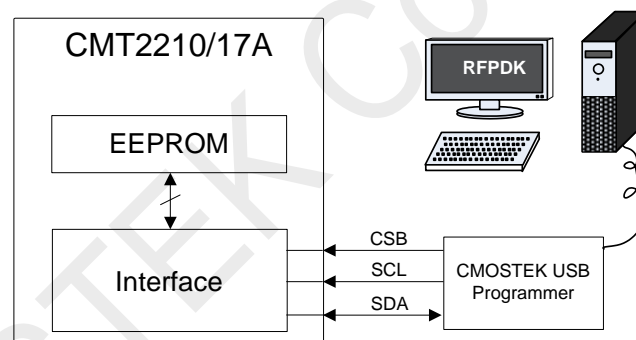 CMT2210/17A
RFPDK
EEPROM
CSB
Interface
SCL
CMOSTEK USB
Programmer
SDA